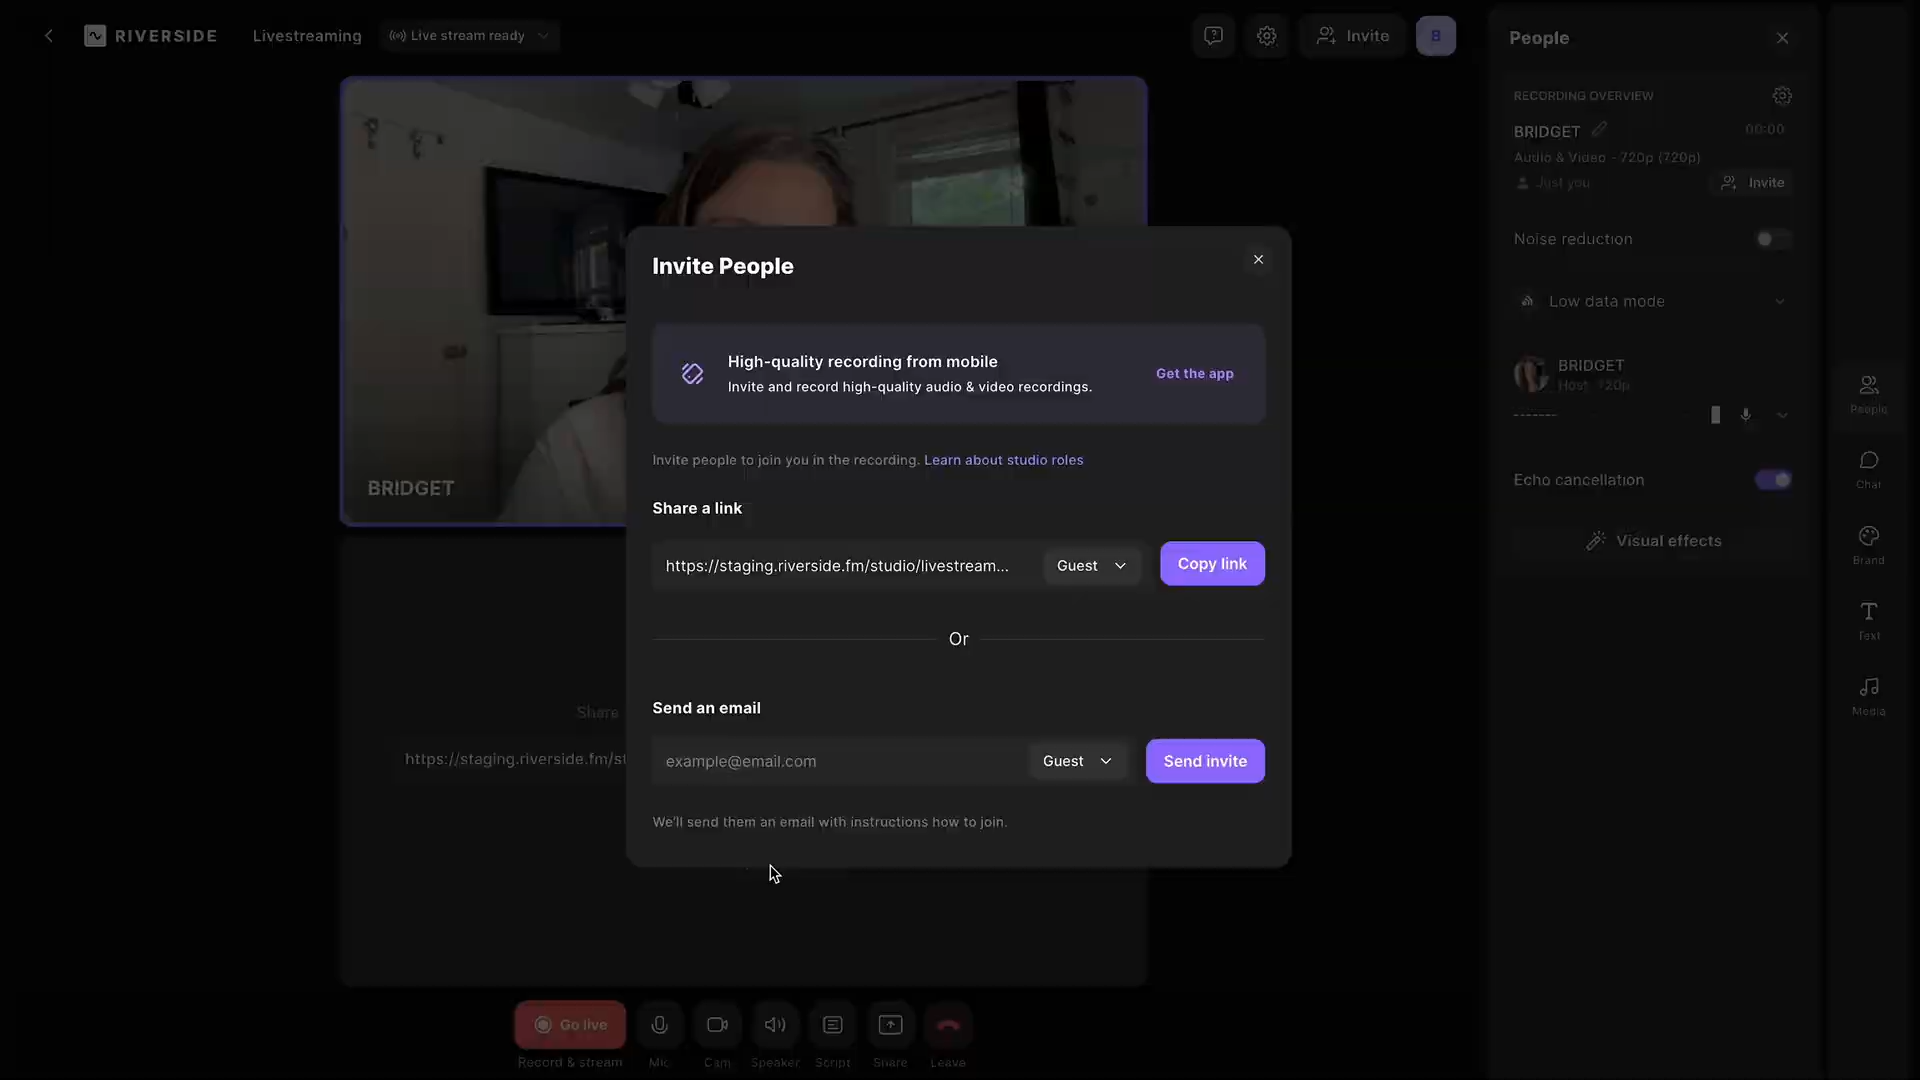 RIVERSIDE
Livestreaming
Live stream ready
Invite
B
People
RECORDING OVERVIEW
BRIDGET
00:00
Audio & Video - 720p (720p)
Just you
Invite
Noise reduction
Low data mode
BRIDGET
Host 720p
Echo cancellation
Visual effects
People
Chat
Brand
Text
Media
BRIDGET
Share
https://staging.riverside.fm/st
Invite People
High-quality recording from mobile
Invite and record high-quality audio & video recordings.
Get the app
Invite people to join you in the recording. Learn about studio roles
Share a link
https://staging.riverside.fm/studio/livestream...
Guest
Copy link
Or
Send an email
example@email.com
Guest
Send invite
We'll send them an email with instructions how to join.
Go live
Record & stream
Mic
Cam
Speaker
Script
Share
Leave